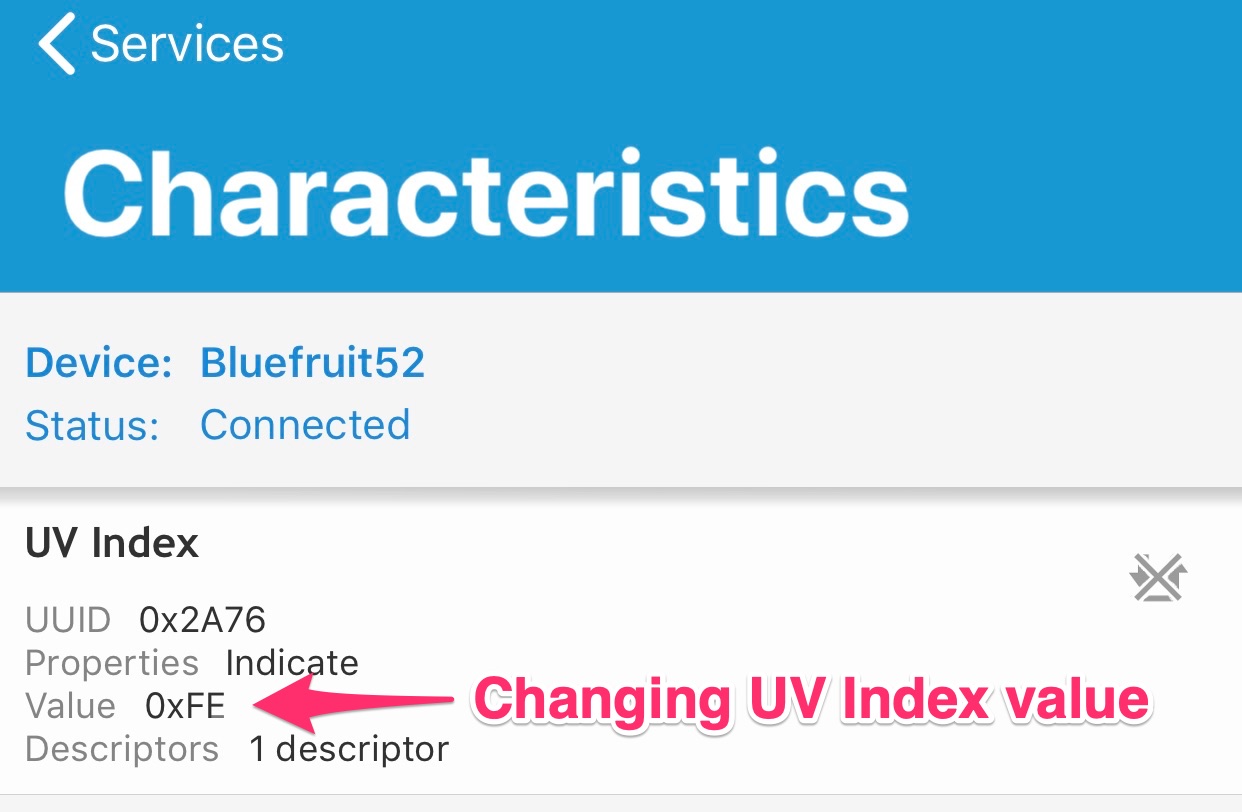 Services
Characteristics
Device: Bluefruit52
Status: Connected
UV Index
UUID 0x2A76
Properties Indicate
Value 0xFE Changing UV Index value
Descriptors 1 descriptor